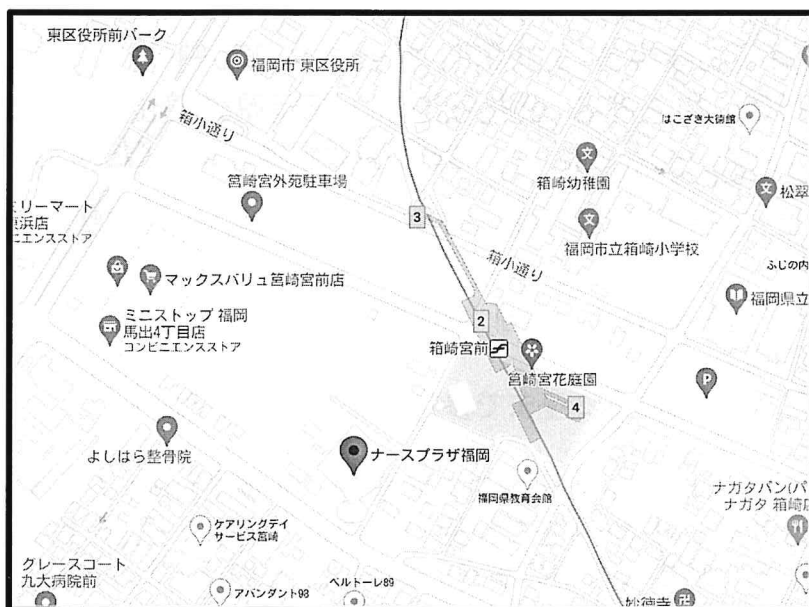 東区役所前パーク
福岡市 東区役所
箱小通り
はこざき大術館
箱崎幼稚園
筥崎宮外苑駐車場
松翠
ミリーマート
浜店
ニエンスストア
3
福岡市立箱崎小学校
箱小通り
ふじの内
マックスバリュ筥崎宮前店
福岡県立
ミニストップ 福岡
馬出4丁目店
コンビニエンスストア
2
箱崎宮前
筥崎宮花庭園
P
4
よしはら整骨院
ナースプラザ福岡
福岡県教育会館
ナガタパン(パ
ナガタ 箱崎店
ケアリングデイ
サービス筥崎
グレースコート
九大病院前
アバンダント98
ベルトーレ89
妙徳寺